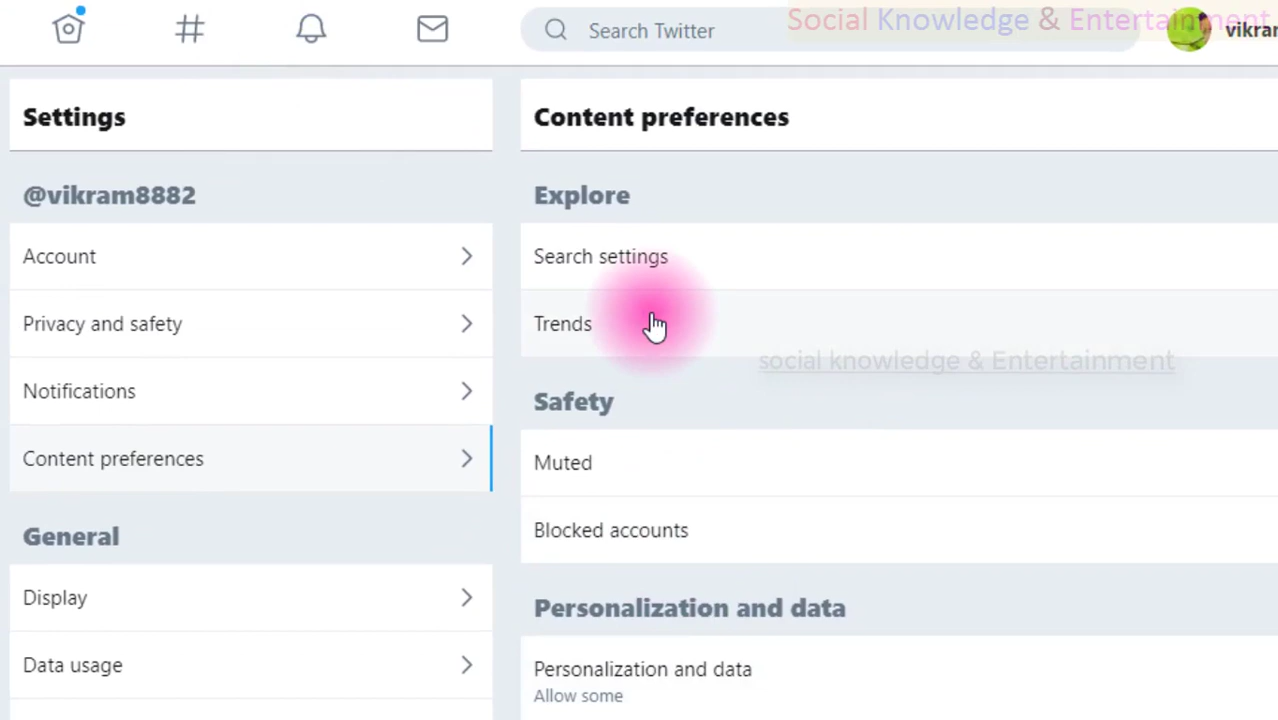 Search Twitter
Social Knowledge & Entertainment
Settings
@vikram8882
Account
Privacy and safety
Notifications
Content preferences
General
Display
Data usage
Content preferences
Explore
Search settings
Trends
social knowledge & Entertainment
Safety
Muted
Blocked accounts
Personalization and data
Personalization and data
Allow some